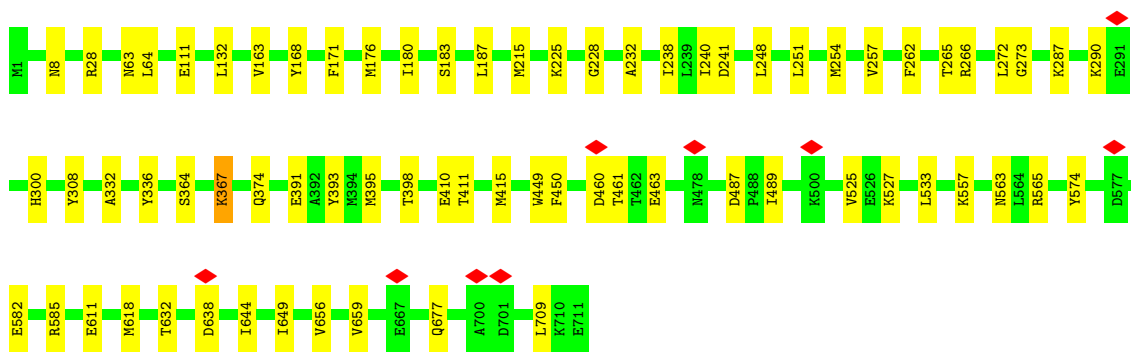 M1 N8 R28 N63 L64 E111 L132 V163 Y168 F171 M176 I180 S183 L187 M215 K225 G228 A232 I238 L239 I240 D241 L248 L251 M254 V257 F262 T265 R266 L272 G273 K287 K290 E291
H300 Y308 A332 Y336 S364 K367 Q374 E391 A392 Y393 M394 M395 T398 E410 T411 M415 W449 F450 D460 T461 T462 E463 N478 D487 P488 I489 K500 V525 E526 K527 L533 K557 N563 L564 R565 Y574 D577
E582 R585 E611 M618 T632 D638 I644 I649 V656 V659 E667 Q677 A700 D701 L709 K710 E711